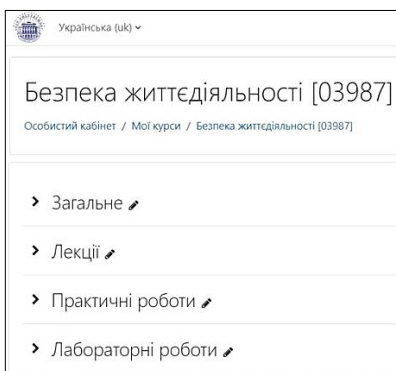 Українська (uk)
Безпека життєдіяльності [03987]
Особистий кабінет / Мої курси / Безпека життєдіяльності [03987]
Загальне
Лекції
Практичні роботи
Лабораторні роботи